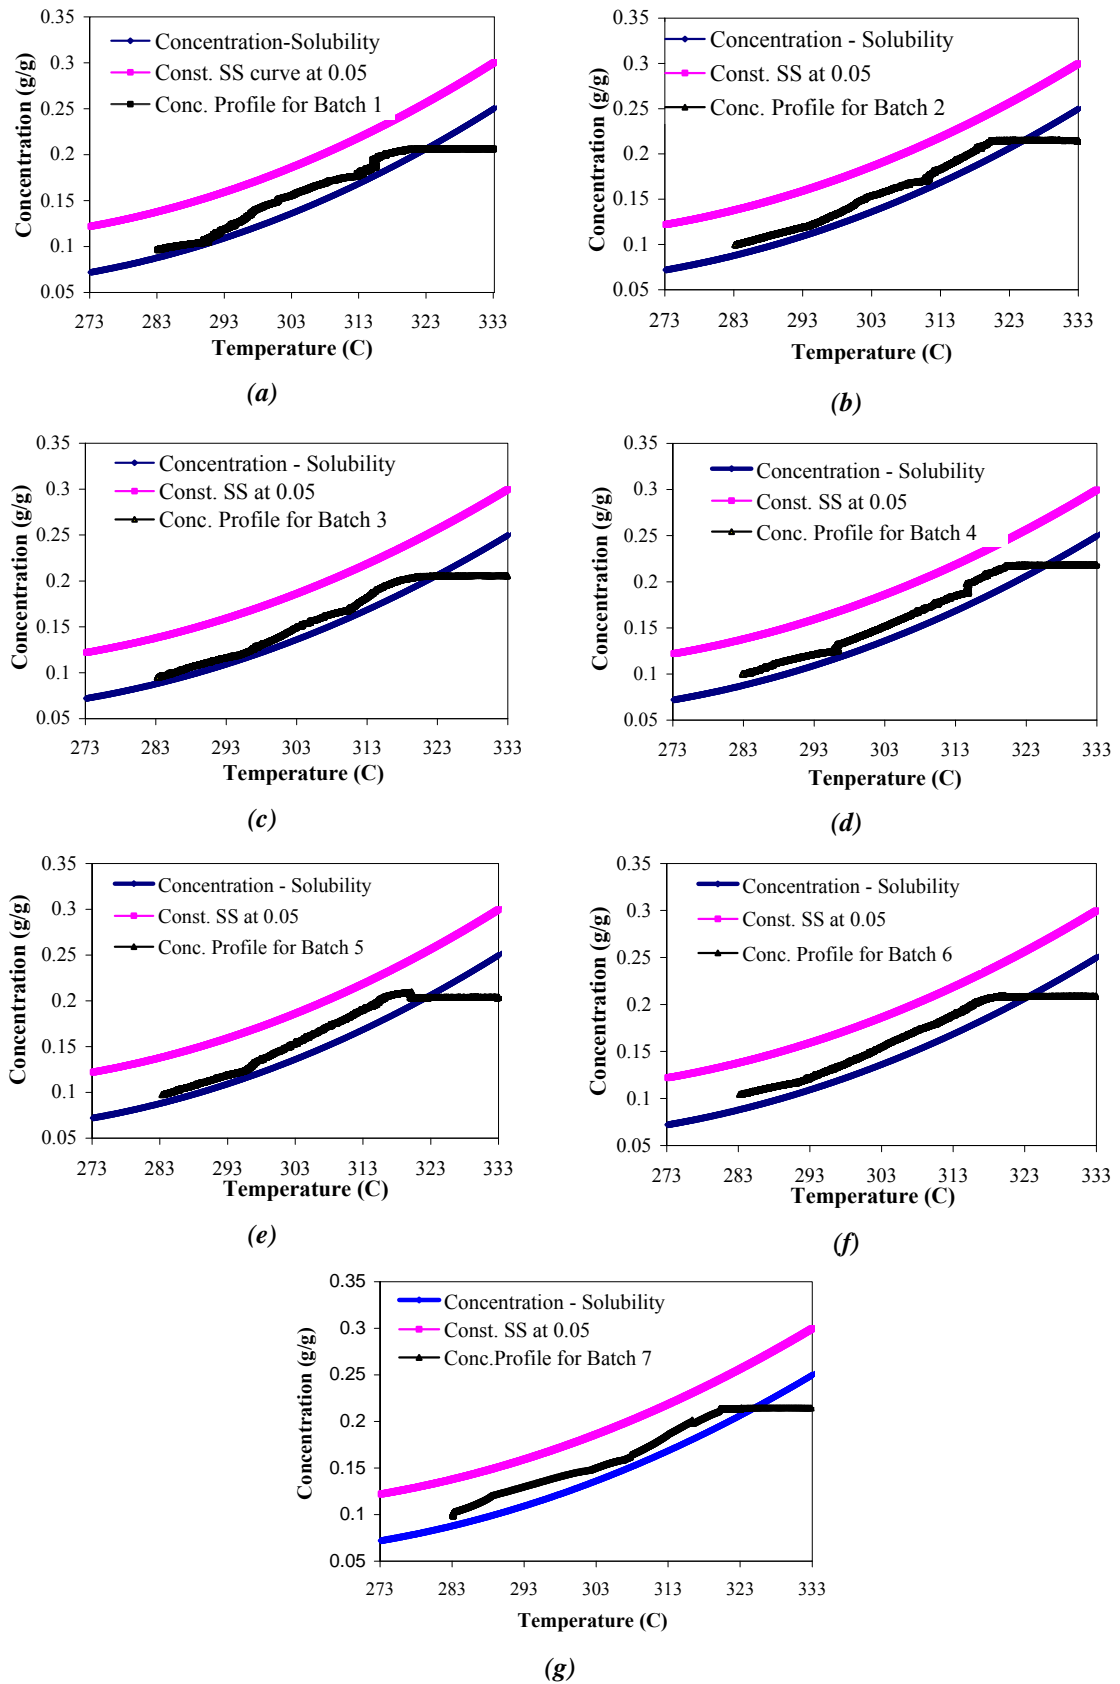 0.35
0.3
0.25
0.2
0.15
0.1
0.05
Concentration (g/g)
Concentration-Solubility
Const. SS curve at 0.05
Conc. Profile for Batch 1
273 283 293 303 313 323 333
Temperature (C)
(a)
0.35
0.3
0.25
0.2
0.15
0.1
0.05
Concentration (g/g)
Concentration - Solubility
Const. SS at 0.05
Conc. Profile for Batch 2
273 283 293 303 313 323 333
Temperature (C)
(b)
0.35
0.3
0.25
0.2
0.15
0.1
0.05
Concentration (g/g)
Concentration - Solubility
Const. SS at 0.05
Conc. Profile for Batch 3
273 283 293 303 313 323 333
Temperature (C)
(c)
0.35
0.3
0.25
0.2
0.15
0.1
0.05
Concentration (g/g)
Concentration - Solubility
Const. SS at 0.05
Conc. Profile for Batch 4
273 283 293 303 313 323 333
Tenperature (C)
(d)
0.35
0.3
0.25
0.2
0.15
0.1
0.05
Concentration (g/g)
Concentration - Solubility
Const. SS at 0.05
Conc. Profile for Batch 5
273 283 293 303 313 323 333
Temperature (C)
(e)
0.35
0.3
0.25
0.2
0.15
0.1
0.05
Concentration (g/g)
Concentration - Solubility
Const. SS at 0.05
Conc. Profile for Batch 6
273 283 293 303 313 323 333
Temperature (C)
(f)
0.35
0.3
0.25
0.2
0.15
0.1
0.05
Concentration (g/g)
Concentration - Solubility
Const. SS at 0.05
Conc.Profile for Batch 7
273 283 293 303 313 323 333
Temperature (C)
(g)